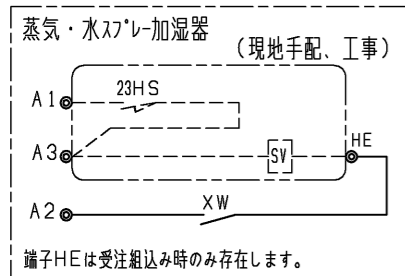 蒸気・水スプレー加湿器
(現地手配、工事)
A1
23HS
A3
SV
HE
A2
XW
端子HEは受注組込み時のみ存在します。